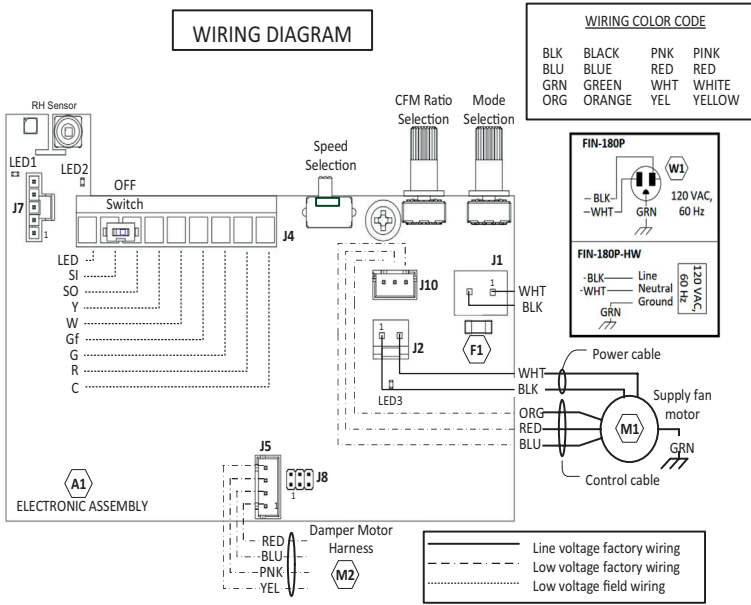 WIRING DIAGRAM
WIRING COLOR CODE
BLK BLACK PNK PINK
BLU BLUE RED RED
GRN GREEN WHT WHITE
ORG ORANGE YEL YELLOW
RH Sensor
LED1
LED2
J7
1
OFF
Switch
J4
Speed
Selection
CFM Ratio
Selection
Mode
Selection
FIN-180P
W1
BLK
WHT
GRN
120 VAC,
60 Hz
FIN-180P-HW
BLK Line
WHT Neutral
Ground
GRN
120 VAC,
60 Hz
LED
SI
SO
Y
W
Gf
G
R
C
J10
1
J1
1
WHT
BLK
F1
1
J2
LED3
WHT
BLK
Power cable
ORG
RED
BLU
Supply fan
motor
M1
GRN
Control cable
J5
1
J8
1
A1
ELECTRONIC ASSEMBLY
RED
BLU
PNK
YEL
Damper Motor
Harness
M2
Line voltage factory wiring
Low voltage factory wiring
Low voltage field wiring